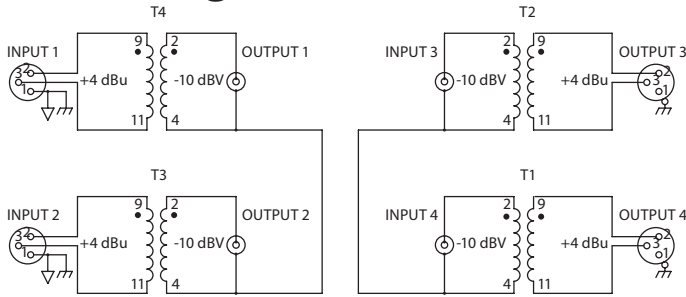 T4
T2
INPUT 1
9
2
OUTPUT 1
INPUT 3
2
9
OUTPUT 3
3
2
1
+4 dBu
-10 dBV
-10 dBV
+4 dBu
2
3
1
11
4
4
11
T3
T1
INPUT 2
9
2
OUTPUT 2
INPUT 4
2
9
OUTPUT 4
3
2
1
+4 dBu
-10 dBV
-10 dBV
+4 dBu
2
3
1
11
4
4
11